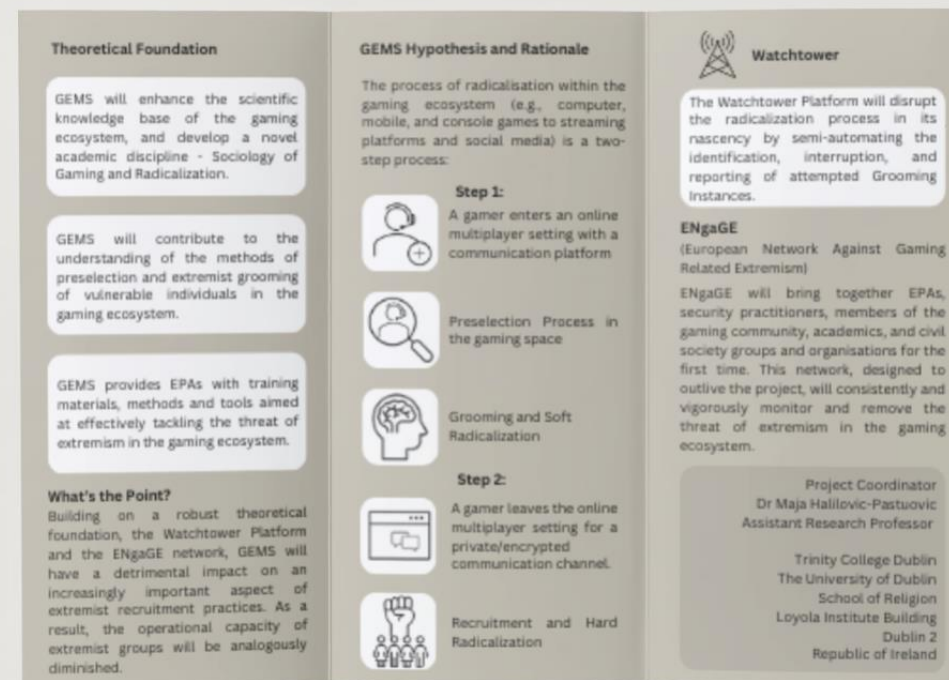 Theoretical Foundation
GEMS will enhance the scientific
knowledge base of the gaming
ecosystem, and develop a novel
academic discipline - Sociology of
Gaming and Radicalization.
GEMS will contribute to the
understanding of the methods of
preselection and extremist grooming
of vulnerable individuals in the
gaming ecosystem.
GEMS provides EPAs with training
materials, methods and tools aimed
at effectively tackling the threat of
extremism in the gaming ecosystem.
What's the Point?
Building on a robust theoretical
foundation, the Watchtower Platform
and the ENgaGE network, GEMS will
have a detrimental impact on an
increasingly important aspect of
extremist recruitment practices. As a
result, the operational capacity of
extremist groups will be analogously
diminished.
GEMS Hypothesis and Rationale
The process of radicalisation within the
gaming ecosystem (e.g., computer,
mobile, and console games to streaming
platforms and social media) is a two-
step process:
Step 1:
A gamer enters an online
multiplayer setting with a
communication platform
Preselection Process in
the gaming space
Grooming and Soft
Radicalization
Step 2:
A gamer leaves the online
multiplayer setting for a
private/encrypted
communication channel.
Recruitment and Hard
Radicalization
Watchtower
The Watchtower Platform will disrupt
the radicalization process in its
nascency by semi-automating the
identification, interruption, and
reporting of attempted Grooming
Instances.
ENgaGE
(European Network Against Gaming
Related Extremism)
ENgaGE will bring together EPAs,
security practitioners, members of the
gaming community, academics, and civil
society groups and organisations for the
first time. This network, designed to
outlive the project, will consistently and
vigorously monitor and remove the
threat of extremism in the gaming
ecosystem.
Project Coordinator
Dr Maja Halilovic-Pastuovic
Assistant Research Professor
Trinity College Dublin
The University of Dublin
School of Religion
Loyola Institute Building
Dublin 2
Republic of Ireland